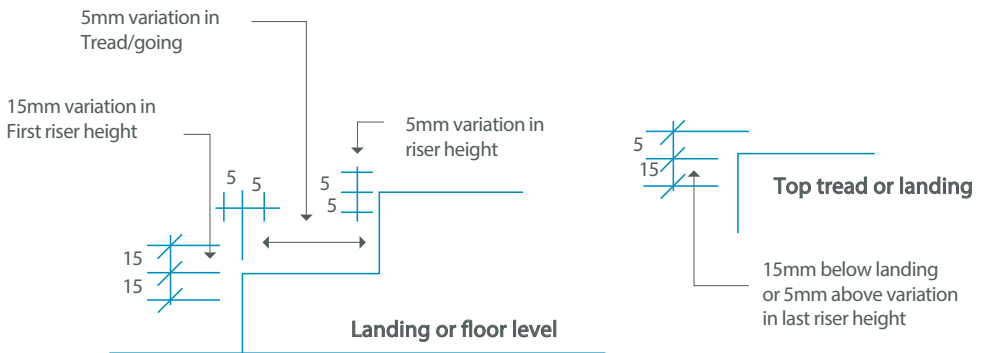 5mm variation in
Tread/going
15mm variation in
First riser height
5mm variation in
riser height
5 5
5
5
15
15
Landing or floor level
5
15
Top tread or landing
15mm below landing
or 5mm above variation
in last riser height